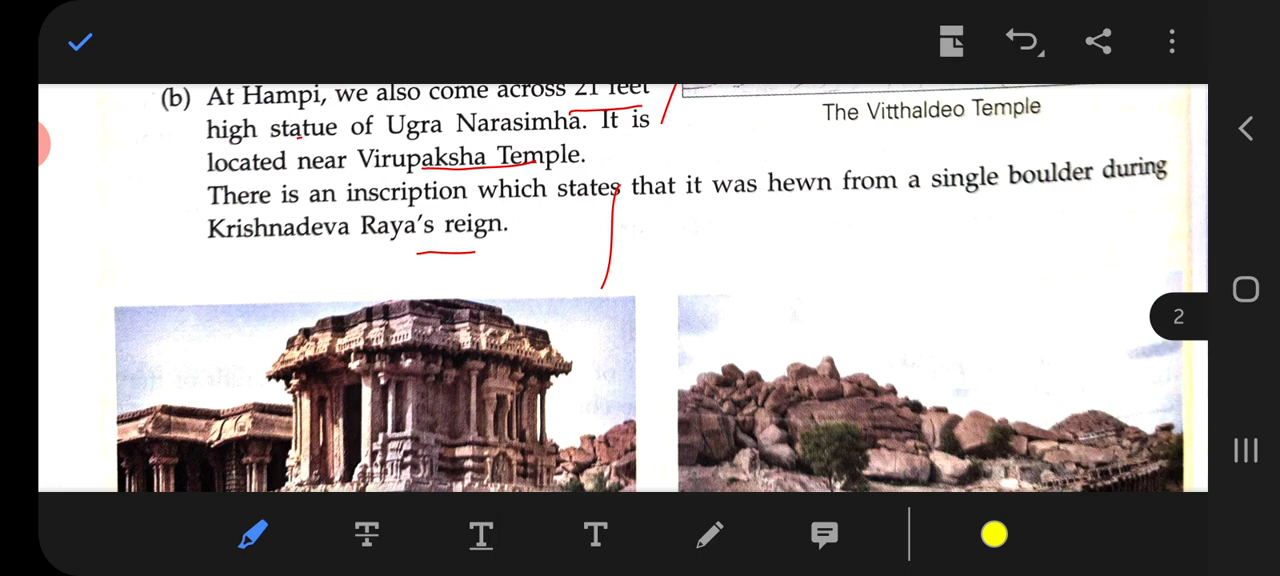 (b) At Hampi, we also come across 21 feet
high statue of Ugra Narasimha. It is
located near Virupaksha Temple.
There is an inscription which states that it was hewn from a single boulder during
Krishnadeva Raya's reign.
The Vitthaldeo Temple
2
T
T
T